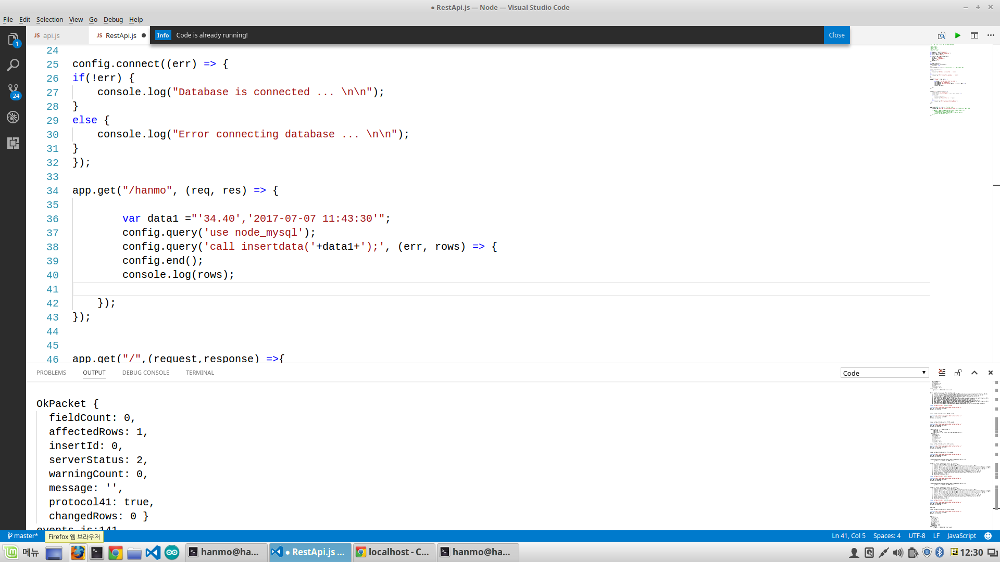 ● RestApi.js — Node — Visual Studio Code
File Edit Selection View Go Debug Help
1
JS api.js
JS RestApi.js ●
Info Code is already running!
Close
24
24
25 config.connect((err) => {
26 if(!err) {
27     console.log("Database is connected ... \n\n");
28 }
29 else {
30     console.log("Error connecting database ... \n\n");
31 }
32 });
33
34 app.get("/hanmo", (req, res) => {
35
36         var data1 ="'34.40','2017-07-07 11:43:30'";
37         config.query('use node_mysql');
38         config.query('call insertdata('+data1+');', (err, rows) => {
39         config.end();
40         console.log(rows);
41
42     });
43 });
44
45
46 app.get("/",(request,response) =>{
PROBLEMS OUTPUT DEBUG CONSOLE TERMINAL
Code
OkPacket {
  fieldCount: 0,
  affectedRows: 1,
  insertId: 0,
  serverStatus: 2,
  warningCount: 0,
  message: '',
  protocol41: true,
  changedRows: 0 }
events.js:141
master*
Firefox 웹 브라우저
Ln 41, Col 5 Spaces: 4 UTF-8 LF JavaScript
메뉴
hanmo@ha...
● RestApi.js ...
localhost - C...
hanmo@ha...
12:30